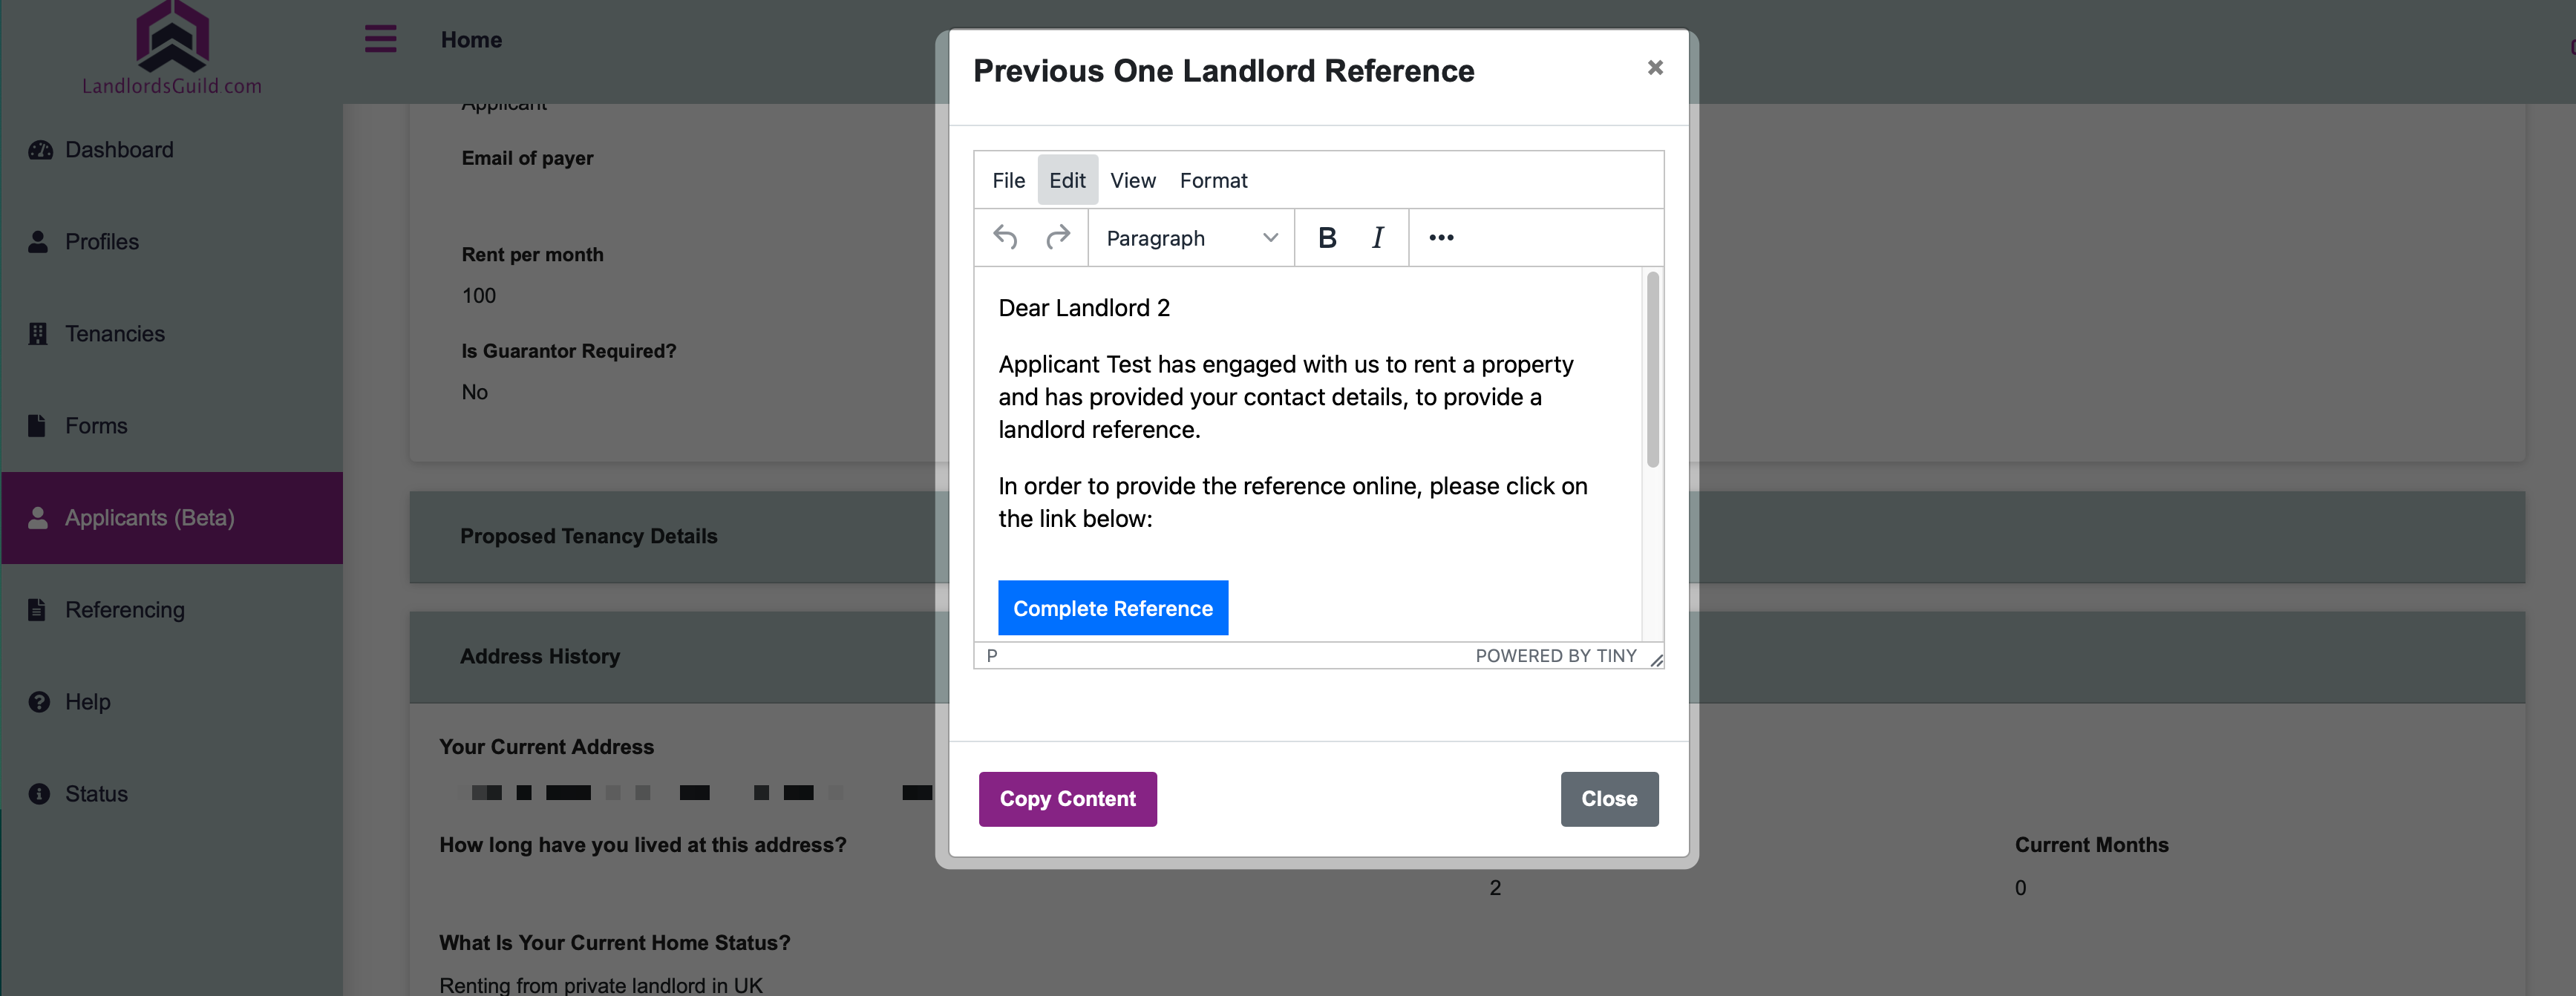 LandlordsGuild.com
Home
Dashboard
Profiles
Tenancies
Forms
Applicants (Beta)
Referencing
Help
Status
Applicant
Email of payer
Rent per month
100
Is Guarantor Required?
No
Proposed Tenancy Details
Address History
Your Current Address
How long have you lived at this address?
Current Months
2
0
What Is Your Current Home Status?
Renting from private landlord in UK
Previous One Landlord Reference
×
File Edit View Format
Paragraph B I
Dear Landlord 2
Applicant Test has engaged with us to rent a property
and has provided your contact details, to provide a
landlord reference.
In order to provide the reference online, please click on
the link below:
Complete Reference
P POWERED BY TINY
Copy Content Close